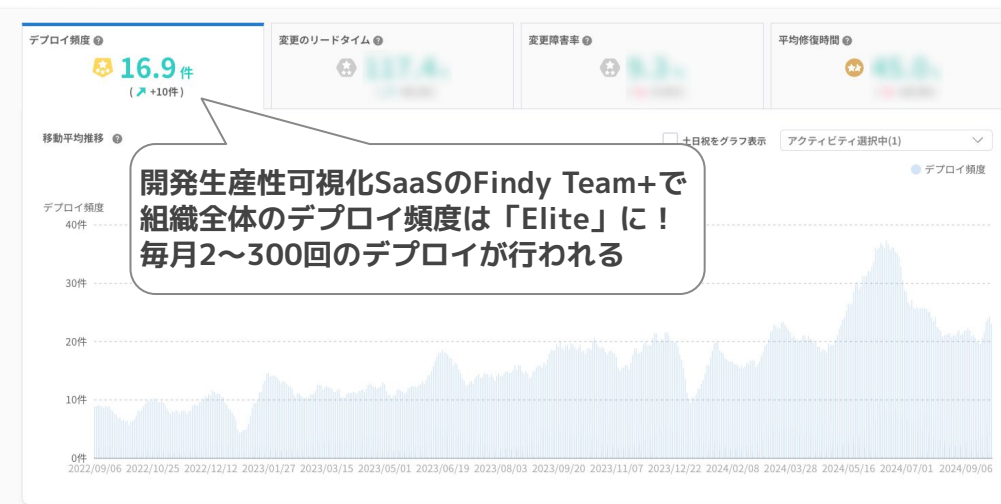 デプロイ頻度
16.9 件
( +10件 )
変更のリードタイム
変更障害率
平均修復時間
移動平均推移
土日祝をグラフ表示
アクティビティ選択中(1)
デプロイ頻度
開発生産性可視化SaaSのFindy Team+で
組織全体のデプロイ頻度は「Elite」に!
毎月2〜300回のデプロイが行われる
デプロイ頻度
40件
30件
20件
10件
0件
2022/09/06 2022/10/25 2022/12/12 2023/01/27 2023/03/15 2023/05/01 2023/06/19 2023/08/03 2023/09/20 2023/11/07 2023/12/22 2024/02/08 2024/03/28 2024/05/16 2024/07/01 2024/09/06